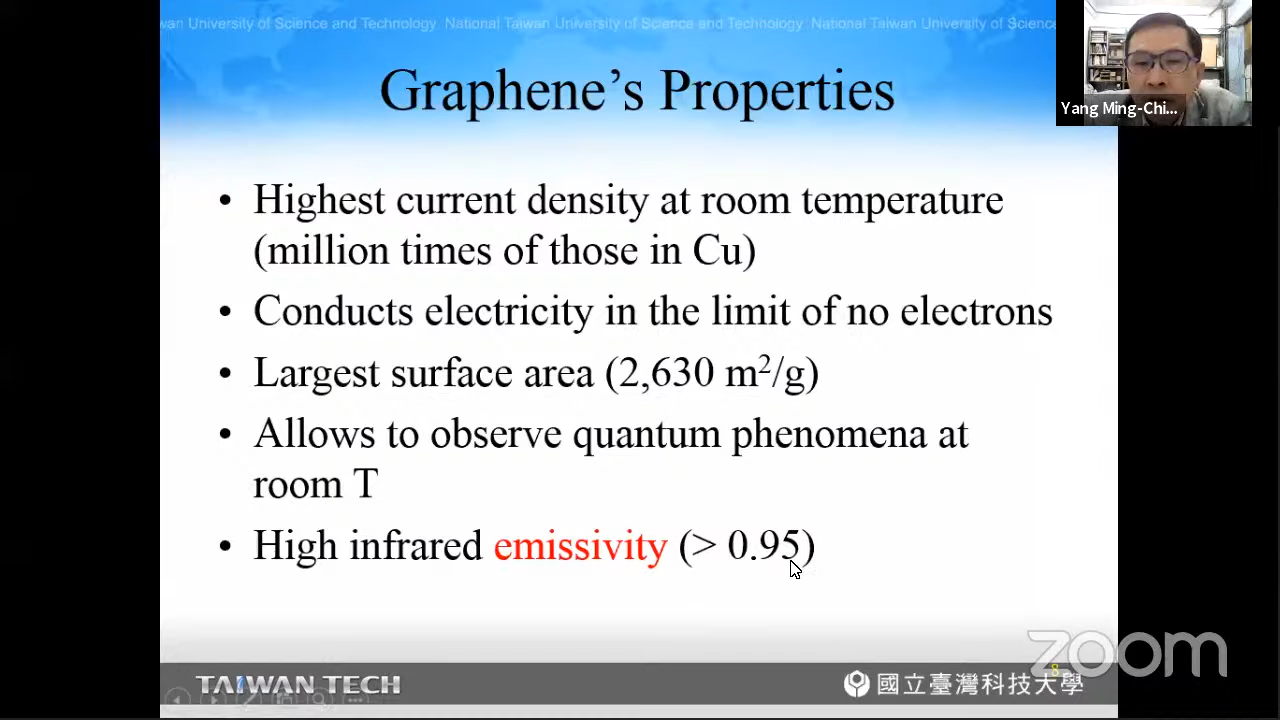 wan University of Science and Technology National Taiwan University of Science and Technology National Taiwan University of Science
Graphene's Properties
Yang Ming-Chi...
• Highest current density at room temperature
(million times of those in Cu)
• Conducts electricity in the limit of no electrons
• Largest surface area (2,630 m²/g)
• Allows to observe quantum phenomena at
room T
• High infrared emissivity (> 0.95)
zoom
8
TAIWAN TECH
國立臺灣科技大學